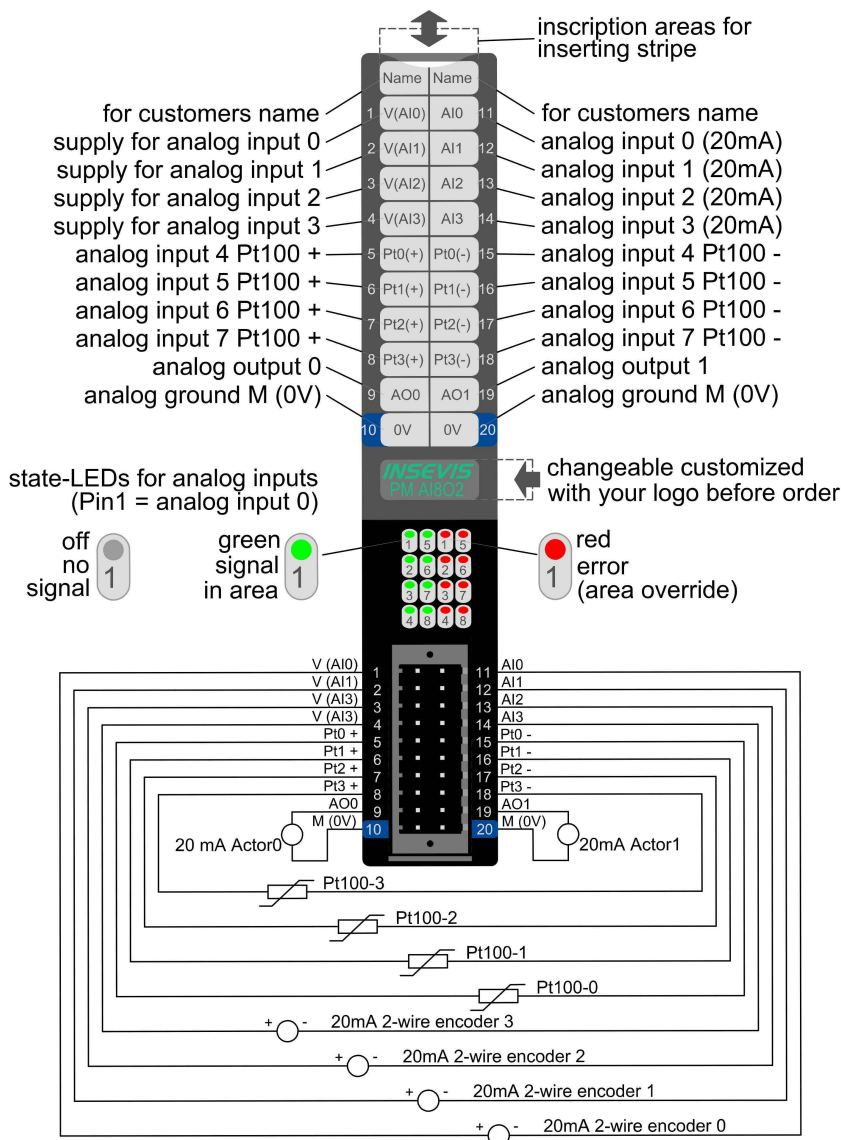 inscription areas for
inserting stripe
Name Name
for customers name
for customers name
1 V(AI0) AI0 11
supply for analog input 0
analog input 0 (20mA)
2 V(AI1) AI1 12
supply for analog input 1
analog input 1 (20mA)
3 V(AI2) AI2 13
supply for analog input 2
analog input 2 (20mA)
4 V(AI3) AI3 14
supply for analog input 3
analog input 3 (20mA)
analog input 4 Pt100 +
5 Pt0(+) Pt0(-) 15
analog input 4 Pt100 -
analog input 5 Pt100 +
6 Pt1(+) Pt1(-) 16
analog input 5 Pt100 -
analog input 6 Pt100 +
7 Pt2(+) Pt2(-) 17
analog input 6 Pt100 -
analog input 7 Pt100 +
8 Pt3(+) Pt3(-) 18
analog input 7 Pt100 -
analog output 0
9 AO0 AO1 19
analog output 1
analog ground M (0V)
10 0V 0V 20
analog ground M (0V)
INSEVIS
PM AI8O2
changeable customized
with your logo before order
state-LEDs for analog inputs
(Pin1 = analog input 0)
off
no
signal
1
green
signal
in area
1
1 5 1 5
2 6 2 6
3 7 3 7
4 8 4 8
1
red
error
(area override)
V (AI0) 1 11 AI0
V (AI1) 2 12 AI1
V (AI3) 3 13 AI2
V (AI3) 4 14 AI3
Pt0 + 5 15 Pt0 -
Pt1 + 6 16 Pt1 -
Pt2 + 7 17 Pt2 -
Pt3 + 8 18 Pt3 -
AO0 9 19 AO1
M (0V) 10 20 M (0V)
20 mA Actor0
20mA Actor1
Pt100-3
Pt100-2
Pt100-1
Pt100-0
+ - 20mA 2-wire encoder 3
+ - 20mA 2-wire encoder 2
+ - 20mA 2-wire encoder 1
+ - 20mA 2-wire encoder 0